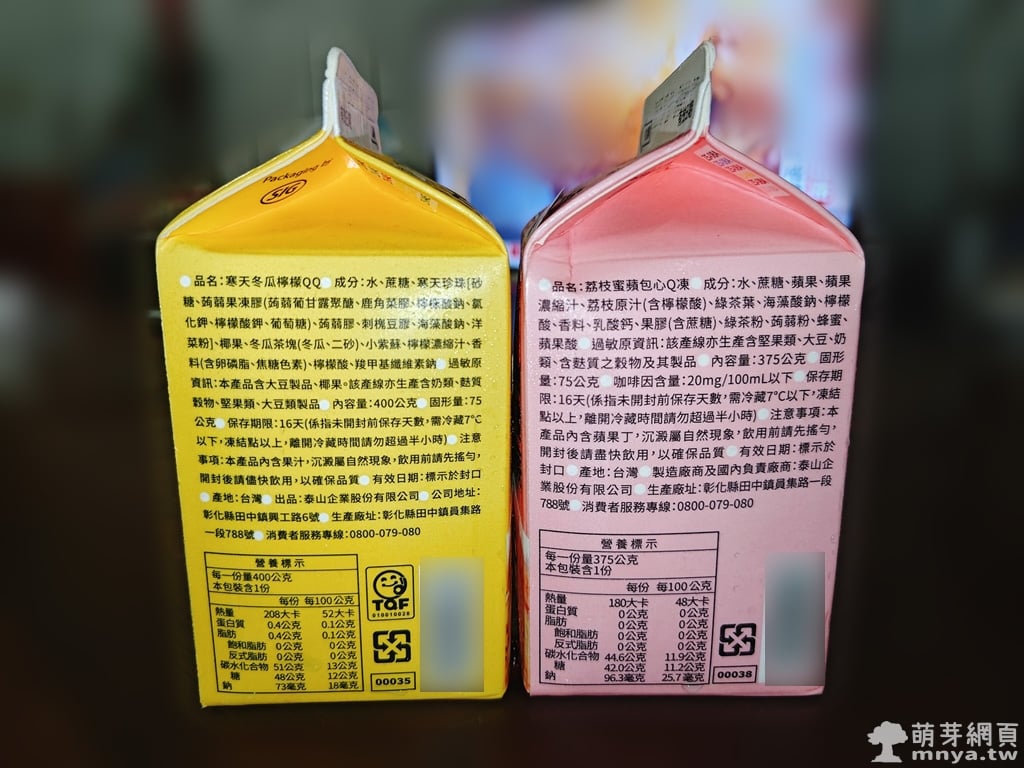 Packaging by
SIG
●品名：寒天冬瓜檸檬QQ●成分：水、蔗糖、寒天珍珠[砂
糖、蒟蒻果凍膠(蒟蒻葡甘露聚醣、鹿角菜膠、檸檬酸鈉、氯
化鉀、檸檬酸鉀、葡萄糖)、蒟蒻膠、刺槐豆膠、海藻酸鈉、洋
菜粉)、椰果、冬瓜茶塊(冬瓜、二砂)、小紫蘇、檸檬濃縮汁、香
料(含卵磷脂、焦糖色素)、檸檬酸、羧甲基纖維素鈉●過敏原
資訊：本產品含大豆製品、椰果。該產線亦生產含奶類、麩質
穀物、堅果類、大豆類製品●內容量：400公克●固形量：75
公克●保存期限：16天(係指未開封前保存天數，需冷藏7℃
以下，凍結點以上，離開冷藏時間請勿超過半小時)●注意
事項：本產品內含果汁，沉澱屬自然現象，飲用前請先搖勻，
開封後請儘快飲用，以確保品質●有效日期：標示於封口
●產地：台灣●出品：泰山企業股份有限公司●公司地址：
彰化縣田中鎮興工路6號●生產廠址：彰化縣田中鎮員集路
一段788號●消費者服務專線：0800-079-080
營養標示
每一份量400公克
本包裝含1份
每份 每100公克
熱量 208大卡 52大卡
蛋白質 0.4公克 0.1公克
脂肪 0.4公克 0.1公克
飽和脂肪 0公克 0公克
反式脂肪 0公克 0公克
碳水化合物 51公克 13公克
糖 48公克 12公克
鈉 73毫克 18毫克
TQF
010010028
00035
●品名：荔枝蜜蘋包心Q凍●成分：水、蔗糖、蘋果、蘋果
濃縮汁、荔枝原汁(含檸檬酸)、綠茶葉、海藻酸鈉、檸檬
酸、香料、乳酸鈣、果膠(含蔗糖)、綠茶粉、蒟蒻粉、蜂蜜、
蘋果酸●過敏原資訊：該產線亦生產含堅果類、大豆、奶
類、含麩質之穀物及其製品●內容量：375公克●固形
量：75公克●咖啡因含量：20mg/100mL以下●保存期
限：16天(係指未開封前保存天數，需冷藏7℃以下，凍結
點以上，離開冷藏時間請勿超過半小時)●注意事項：本
產品內含蘋果丁，沉澱屬自然現象，飲用前請先搖勻，
開封後請儘快飲用，以確保品質●有效日期：標示於
封口●產地：台灣●製造廠商及國內負責廠商：泰山企
業股份有限公司●生產廠址：彰化縣田中鎮員集路一段
788號●消費者服務專線：0800-079-080
營養標示
每一份量375公克
本包裝含1份
每份 每100公克
熱量 180大卡 48大卡
蛋白質 0公克 0公克
脂肪 0公克 0公克
飽和脂肪 0公克 0公克
反式脂肪 0公克 0公克
碳水化合物 44.6公克 11.9公克
糖 42.0公克 11.2公克
鈉 96.3毫克 25.7毫克
00038
萌芽網頁
mnya.tw